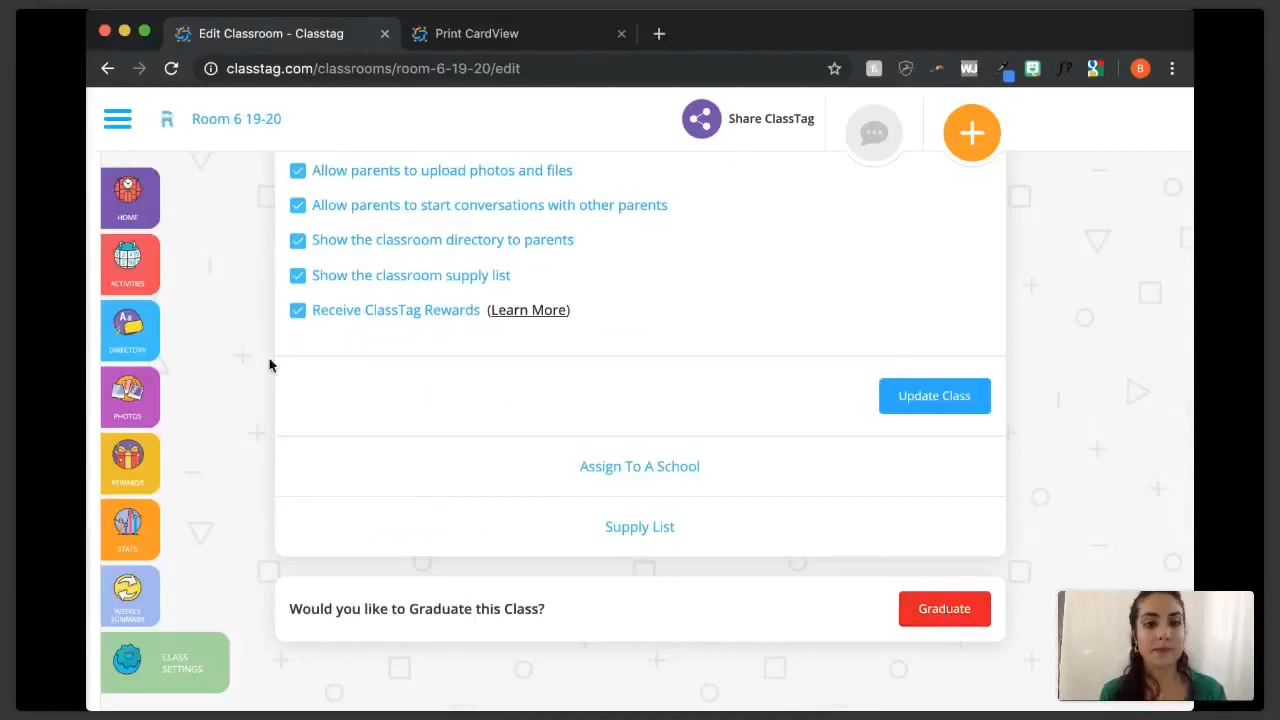 Edit Classroom - Classtag
Print CardView
classtag.com/classrooms/room-6-19-20/edit
WJ
f?
B
Room 6 19-20
Share ClassTag
HOME
ACTIVITIES
Aa
DIRECTORY
PHOTOS
REWARDS
STATS
WEEKLY
SUMMARY
CLASS
SETTINGS
Allow parents to upload photos and files
Allow parents to start conversations with other parents
Show the classroom directory to parents
Show the classroom supply list
Receive ClassTag Rewards (Learn More)
Update Class
Assign To A School
Supply List
Would you like to Graduate this Class?
Graduate